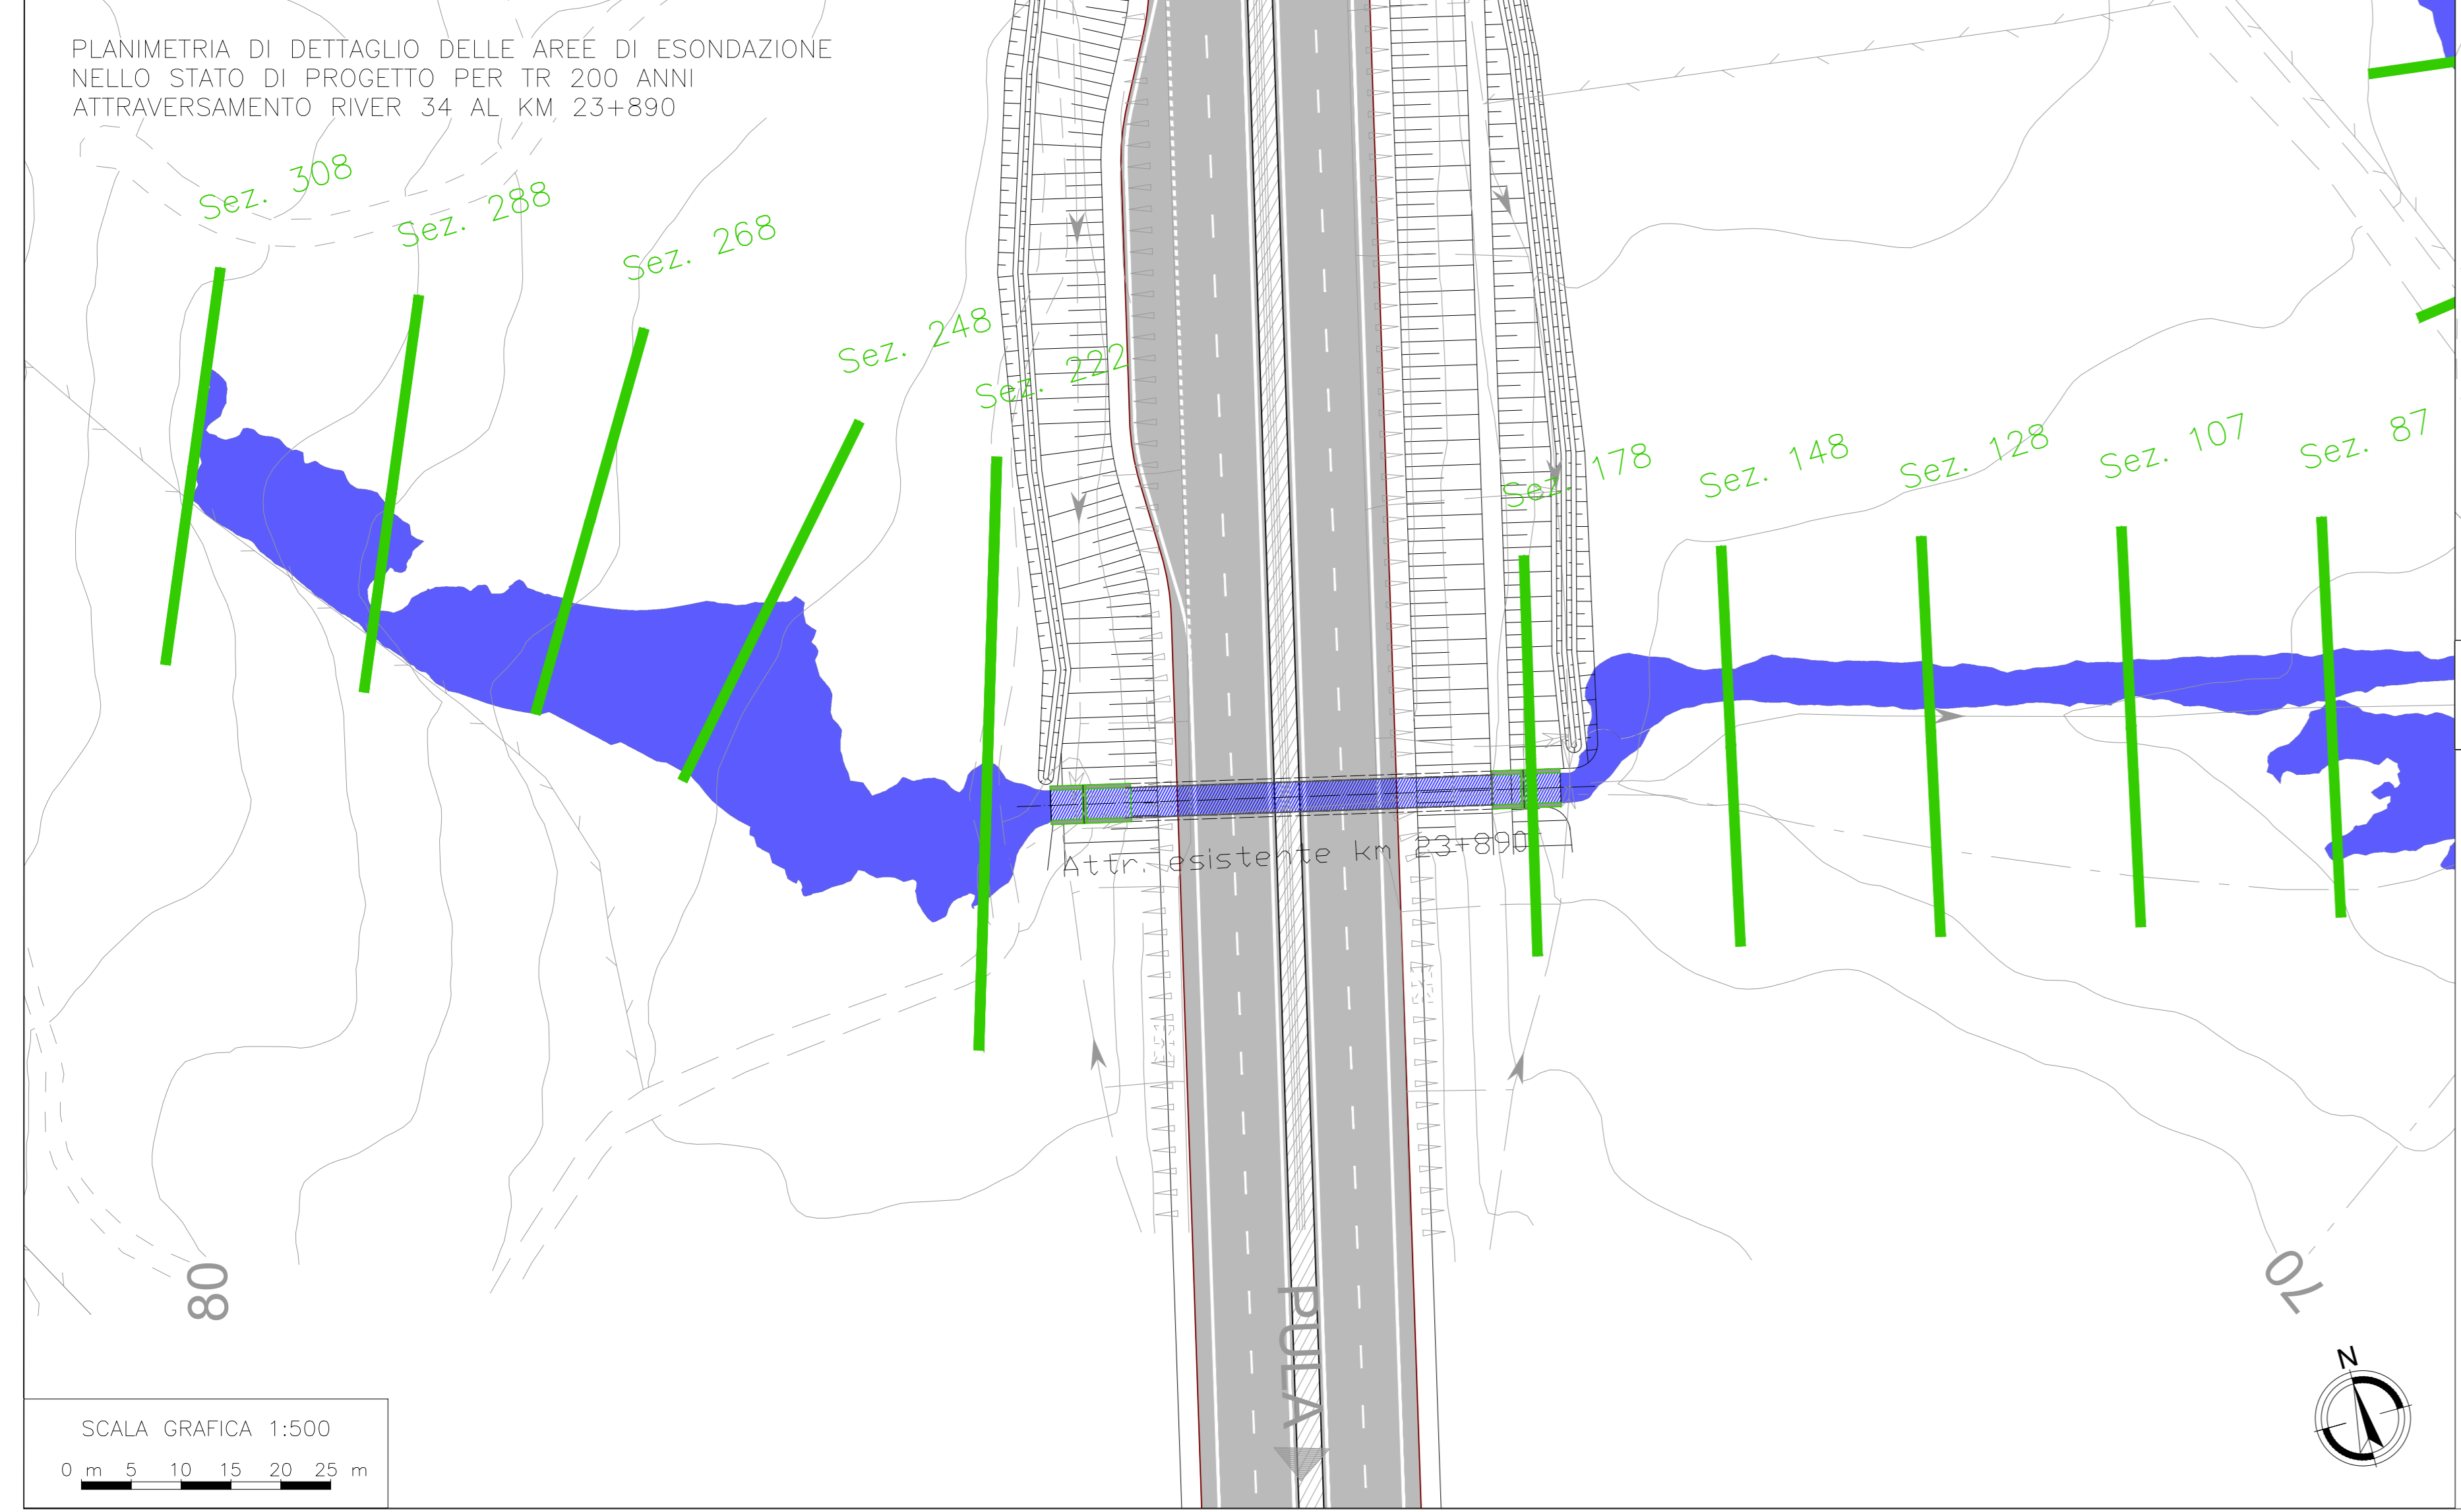 PLANIMETRIA DI DETTAGLIO DELLE AREE DI ESONDAZIONE
NELLO STATO DI PROGETTO PER TR 200 ANNI
ATTRAVERSAMENTO RIVER 34 AL KM 23+890
Sez. 308
Sez. 288
Sez. 268
Sez. 248
Sez. 222
Sez. 178
Sez. 148
Sez. 128
Sez. 107
Sez. 87
Attr. esistente km 23+890
80
70
PULA
N
SCALA GRAFICA 1:500
0 m 5 10 15 20 25 m